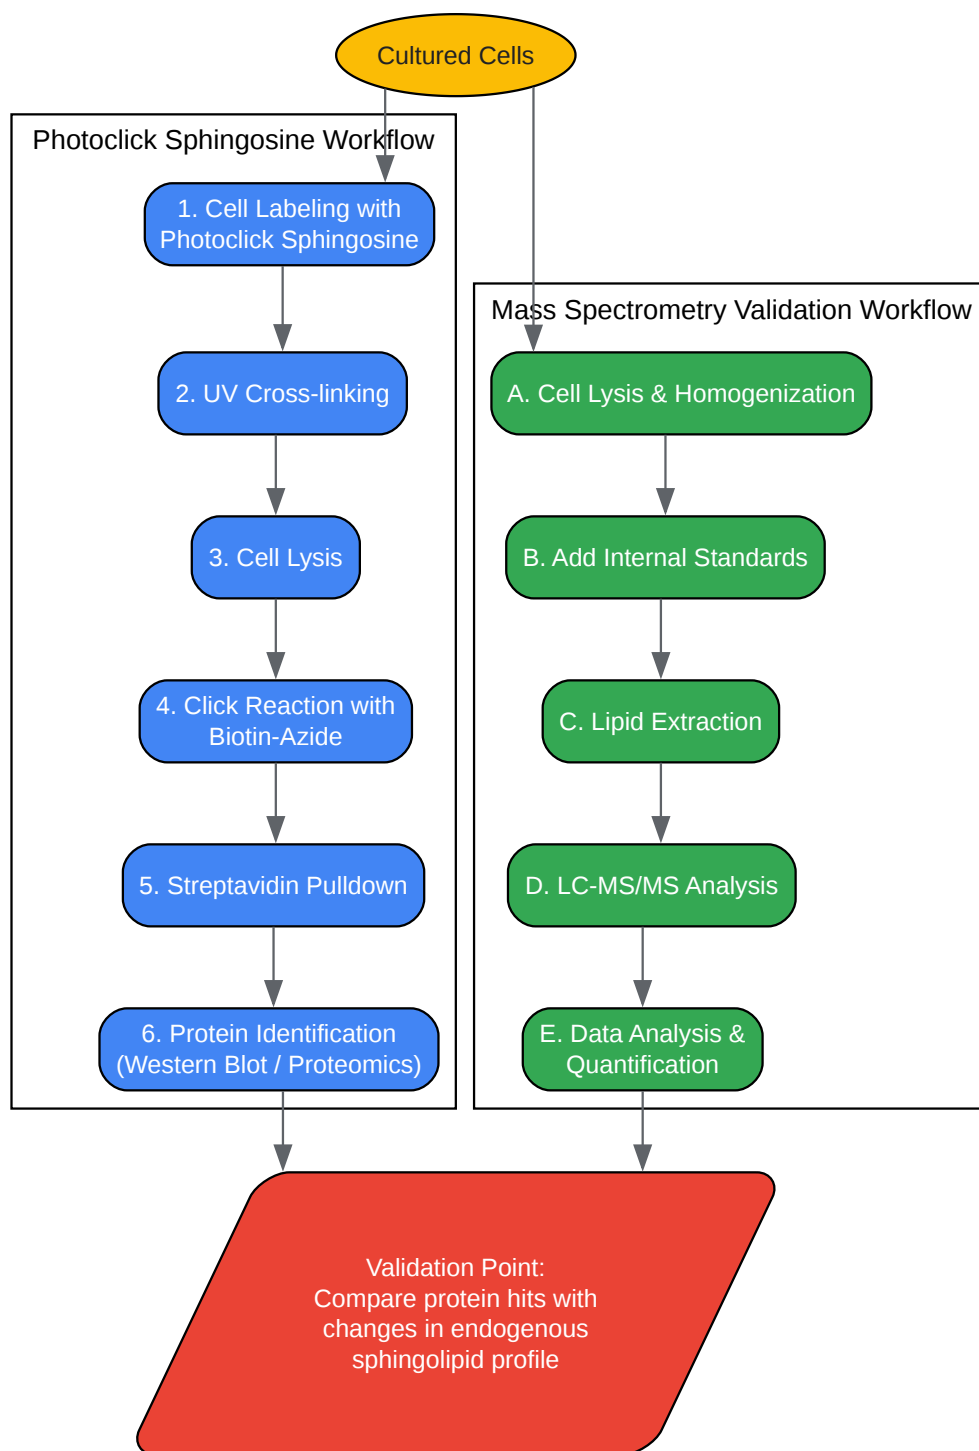 Cultured Cells
Photoclick Sphingosine Workflow
1. Cell Labeling with
Photoclick Sphingosine
2. UV Cross-linking
3. Cell Lysis
4. Click Reaction with
Biotin-Azide
5. Streptavidin Pulldown
6. Protein Identification
(Western Blot / Proteomics)
Mass Spectrometry Validation Workflow
A. Cell Lysis & Homogenization
B. Add Internal Standards
C. Lipid Extraction
D. LC-MS/MS Analysis
E. Data Analysis &
Quantification
Validation Point:
Compare protein hits with
changes in endogenous
sphingolipid profile